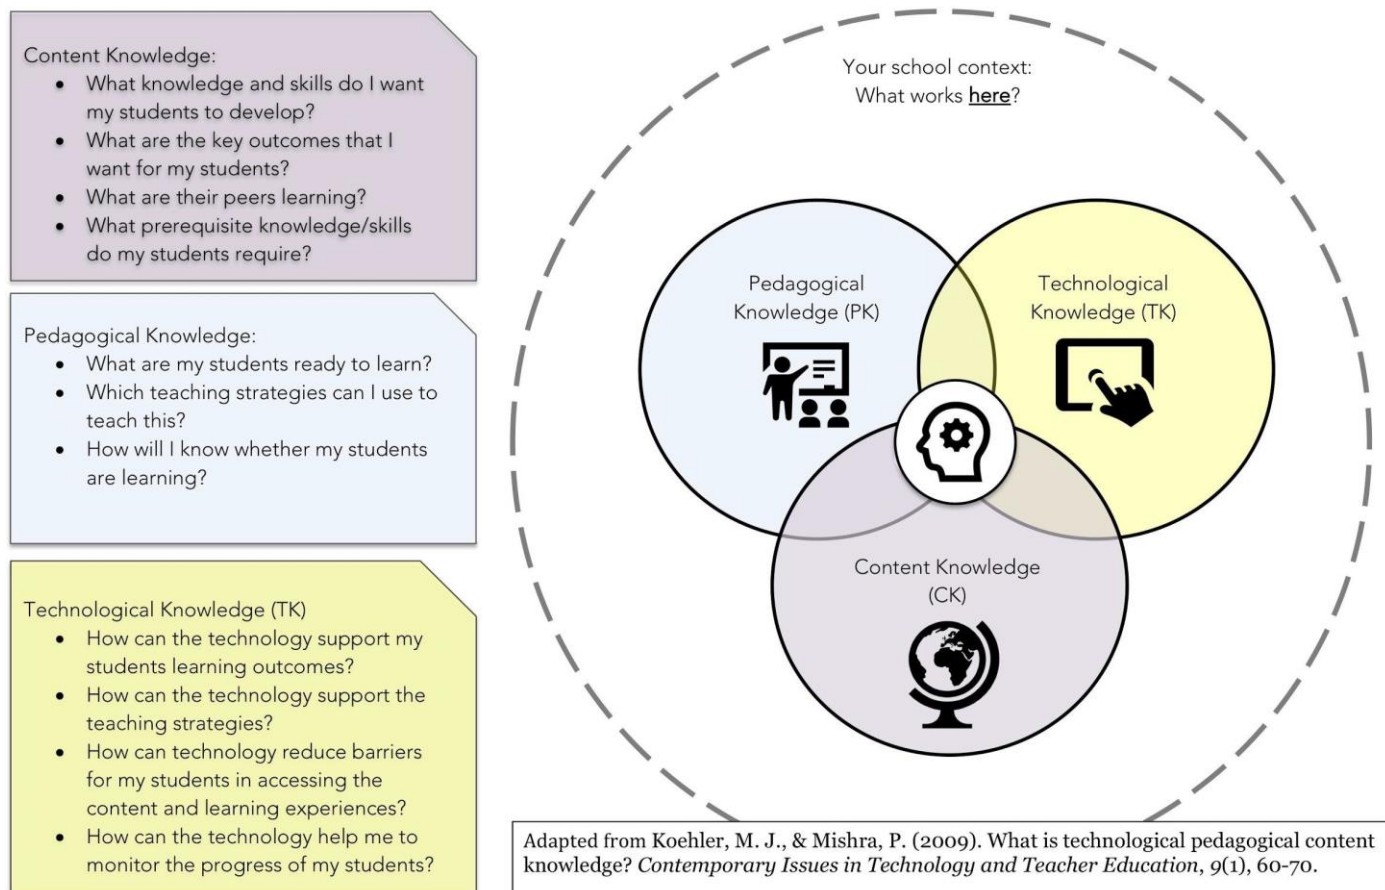 Content Knowledge:
• What knowledge and skills do I want
my students to develop?
• What are the key outcomes that I
want for my students?
• What are their peers learning?
• What prerequisite knowledge/skills
do my students require?
Pedagogical Knowledge:
• What are my students ready to learn?
• Which teaching strategies can I use to
teach this?
• How will I know whether my students
are learning?
Technological Knowledge (TK)
• How can the technology support my
students learning outcomes?
• How can the technology support the
teaching strategies?
• How can technology reduce barriers
for my students in accessing the
content and learning experiences?
• How can the technology help me to
monitor the progress of my students?
Your school context:
What works here?
Pedagogical
Knowledge (PK)
Technological
Knowledge (TK)
Content Knowledge
(CK)
Adapted from Koehler, M. J., & Mishra, P. (2009). What is technological pedagogical content
knowledge? Contemporary Issues in Technology and Teacher Education, 9(1), 60-70.